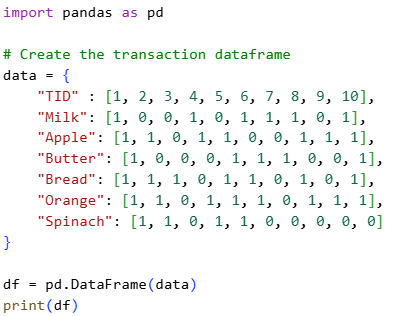 import pandas as pd
# Create the transaction dataframe
data = {
"TID" : [1, 2, 3, 4, 5, 6, 7, 8, 9, 10],
"Milk": [1, 0, 0, 1, 0, 1, 1, 1, 0, 1],
"Apple": [1, 1, 0, 1, 1, 0, 0, 1, 1, 1],
"Butter": [1, 0, 0, 0, 1, 1, 1, 0, 0, 1],
"Bread": [1, 1, 1, 0, 1, 1, 0, 1, 0, 1],
"Orange": [1, 1, 0, 1, 1, 1, 0, 1, 1, 1],
"Spinach": [1, 1, 0, 1, 1, 0, 0, 0, 0, 0]
}
df = pd.DataFrame(data)
print(df)